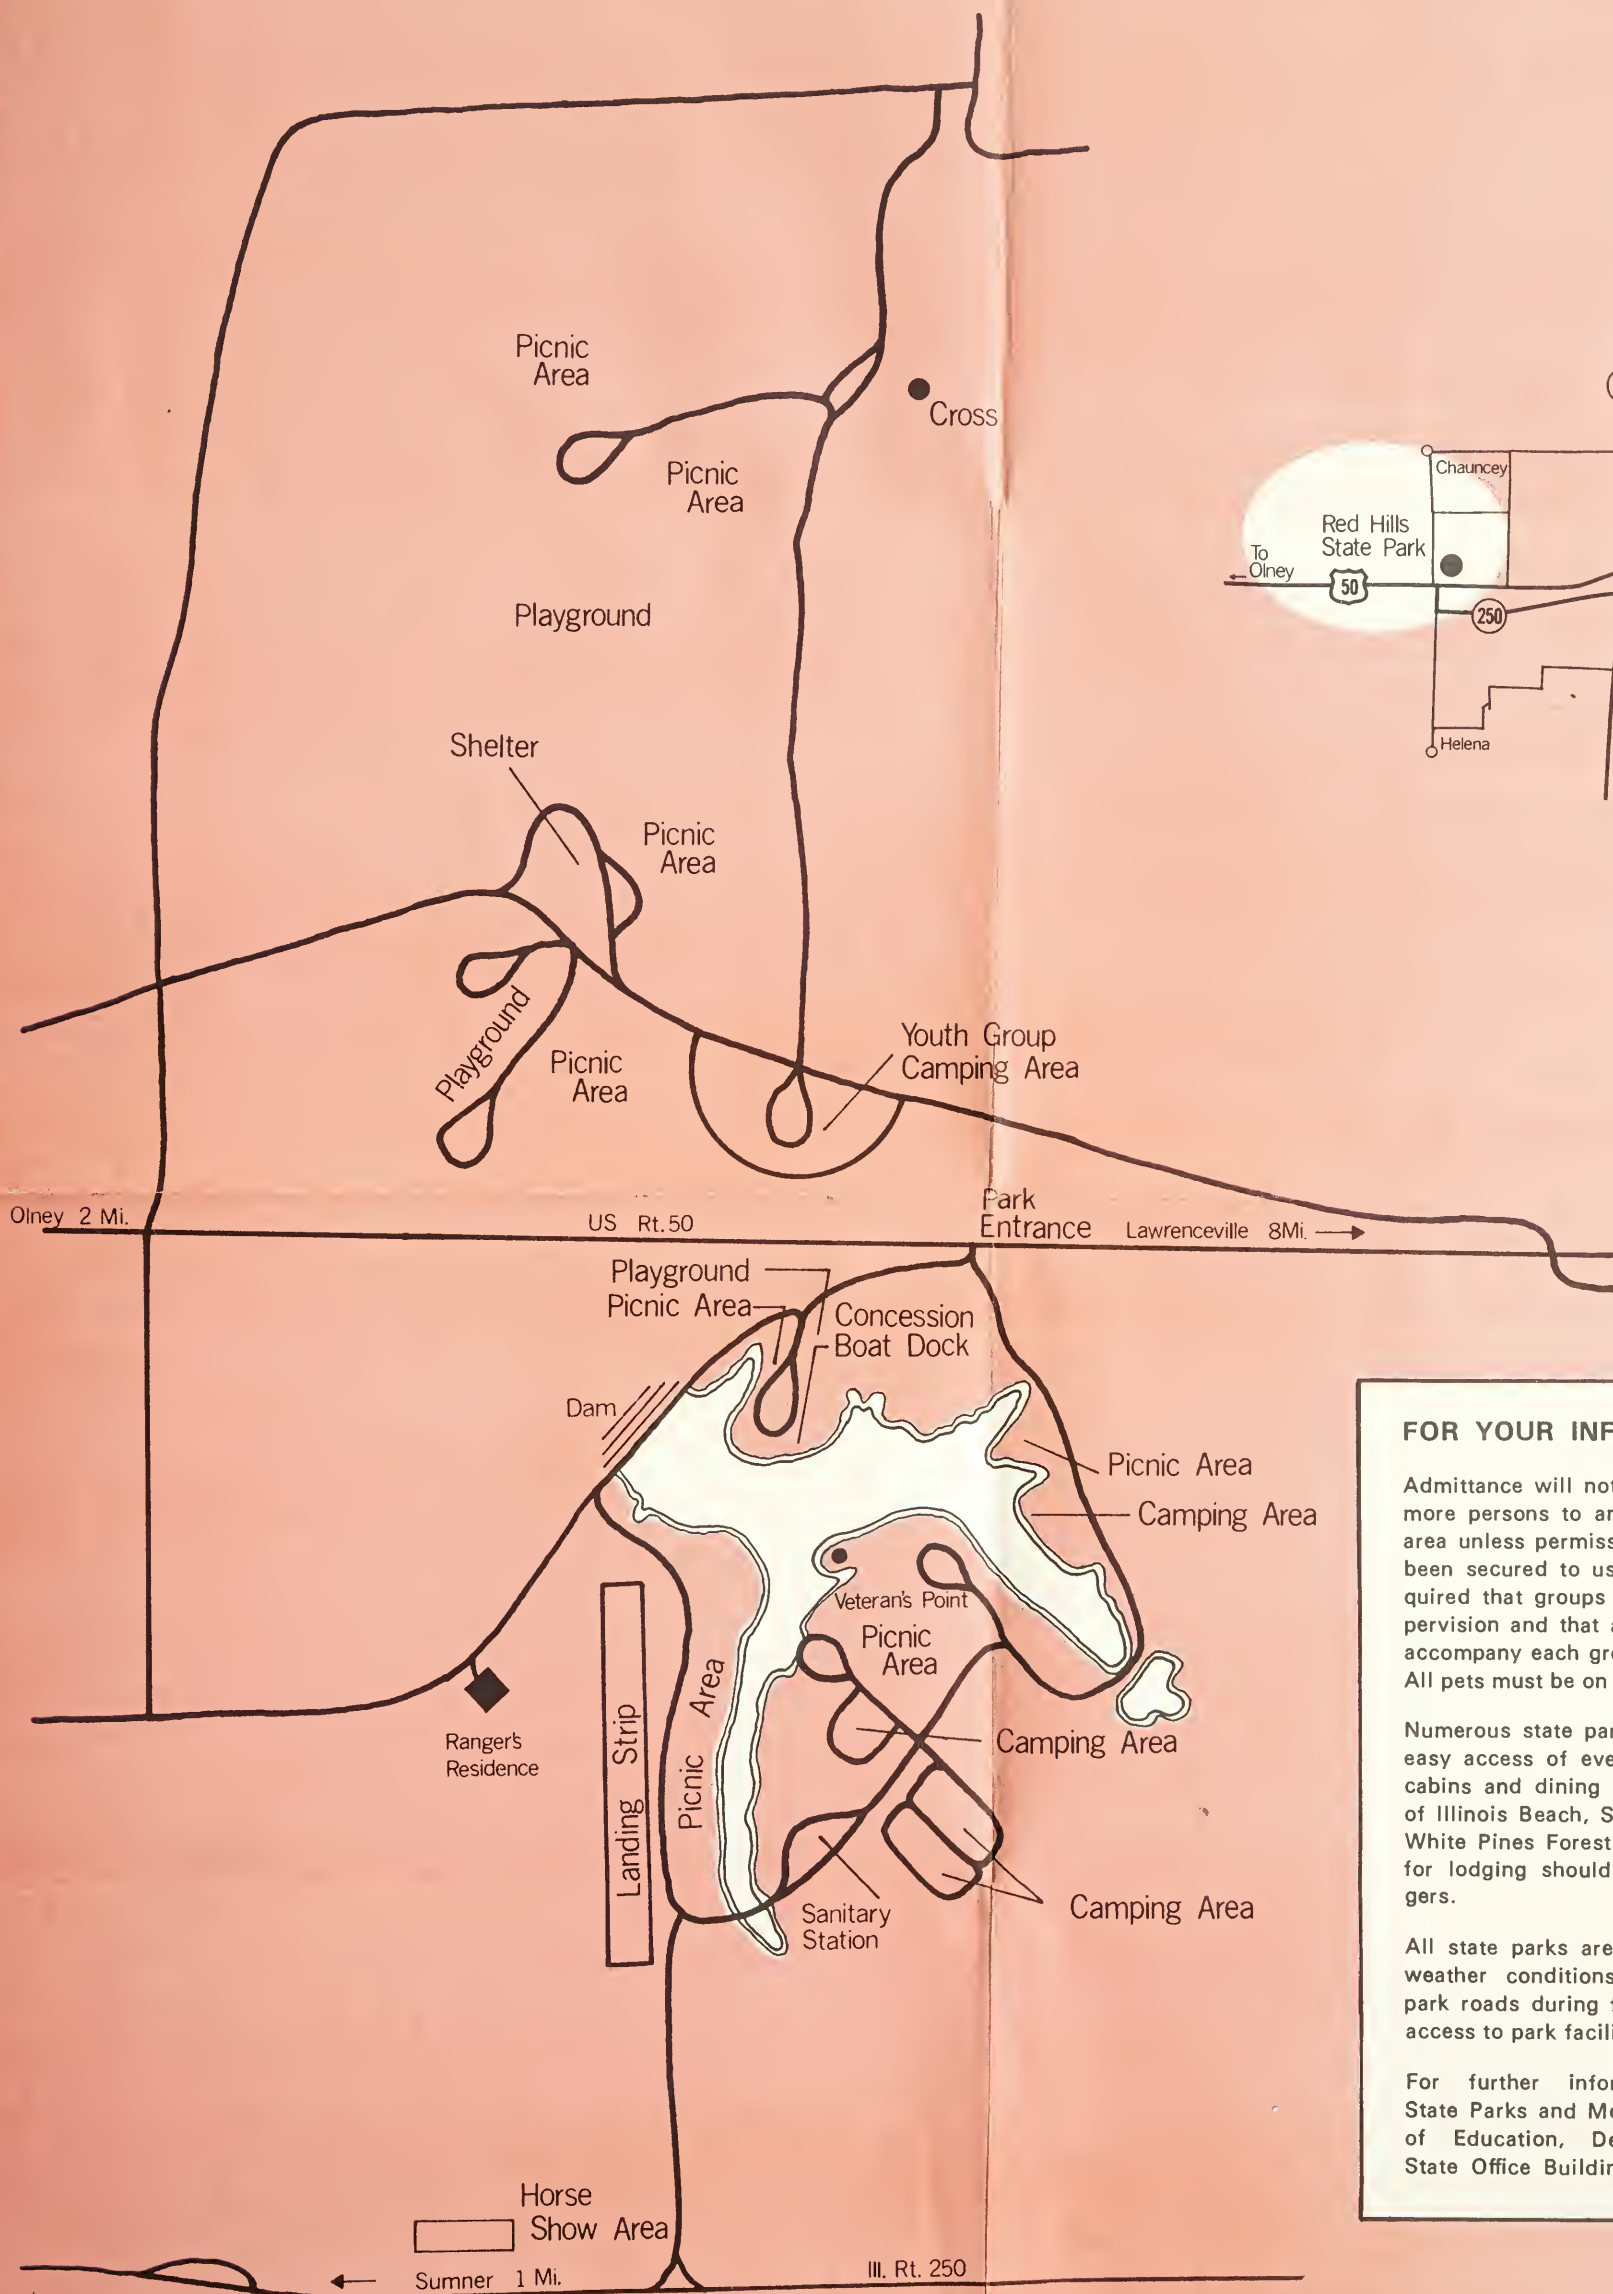 Picnic
Area
Cross
Picnic
Area
Chauncey
Red Hills
State Park
To
Olney
50
250
Playground
Helena
Shelter
Picnic
Area
Youth Group
Camping Area
Playground
Picnic
Area
Olney 2 Mi.
US Rt. 50
Park
Entrance
Lawrenceville 8Mi.
Playground
Picnic Area
Concession
Boat Dock
Dam
Picnic Area
Camping Area
Veteran's Point
Picnic
Area
Picnic Area
Landing Strip
Ranger's
Residence
Camping Area
Camping Area
Sanitary
Station
Horse
Show Area
Sumner 1 Mi.
Ill. Rt. 250
FOR YOUR INF
Admittance will not
more persons to an
area unless permiss
been secured to us
quired that groups
pervision and that a
accompany each gro
All pets must be on
Numerous state par
easy access of eve
cabins and dining
of Illinois Beach, S
White Pines Forest
for lodging should
gers.
All state parks are
weather conditions
park roads during f
access to park facili
For further infor
State Parks and Me
of Education, De
State Office Buildin